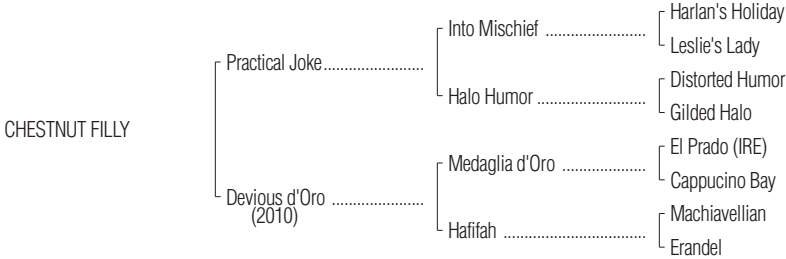 Harlan's Holiday
Into Mischief ........................
Leslie's Lady
Practical Joke........................
Distorted Humor
Halo Humor ..........................
Gilded Halo
CHESTNUT FILLY
El Prado (IRE)
Medaglia d'Oro ....................
Cappucino Bay
Devious d'Oro ......................
(2010)
Machiavellian
Hafifah ..................................
Erandel